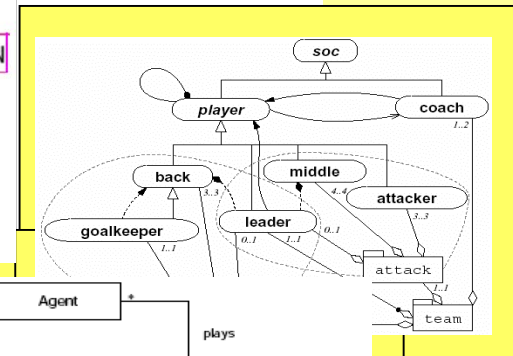 soc
player
coach
1..2
back
middle
3..3
4..4
attacker
3..3
goalkeeper
leader
1..1
0..1
1..1
0..1
attack
1..1
team
Agent
*
plays